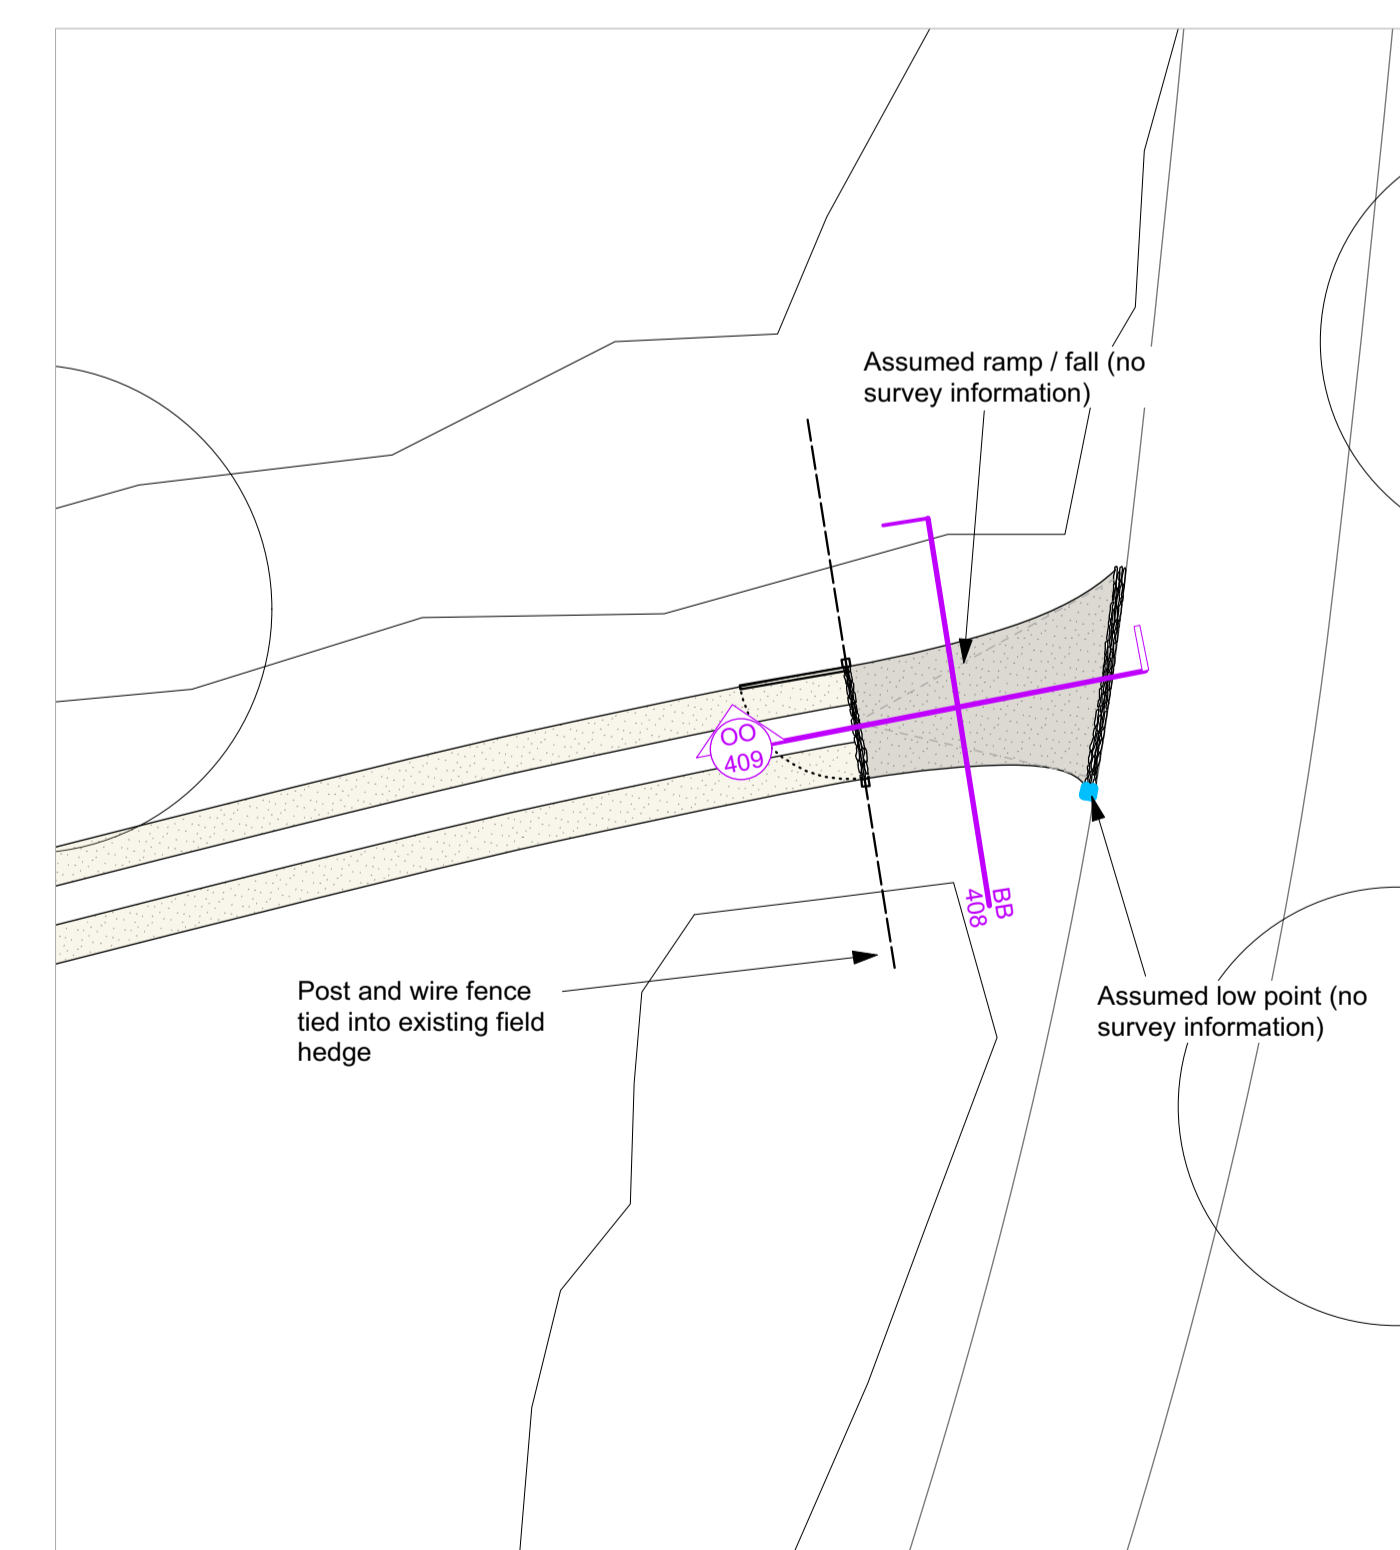 Assumed ramp / fall (no
survey information)
OO
409
BB
408
Post and wire fence
tied into existing field
hedge
Assumed low point (no
survey information)